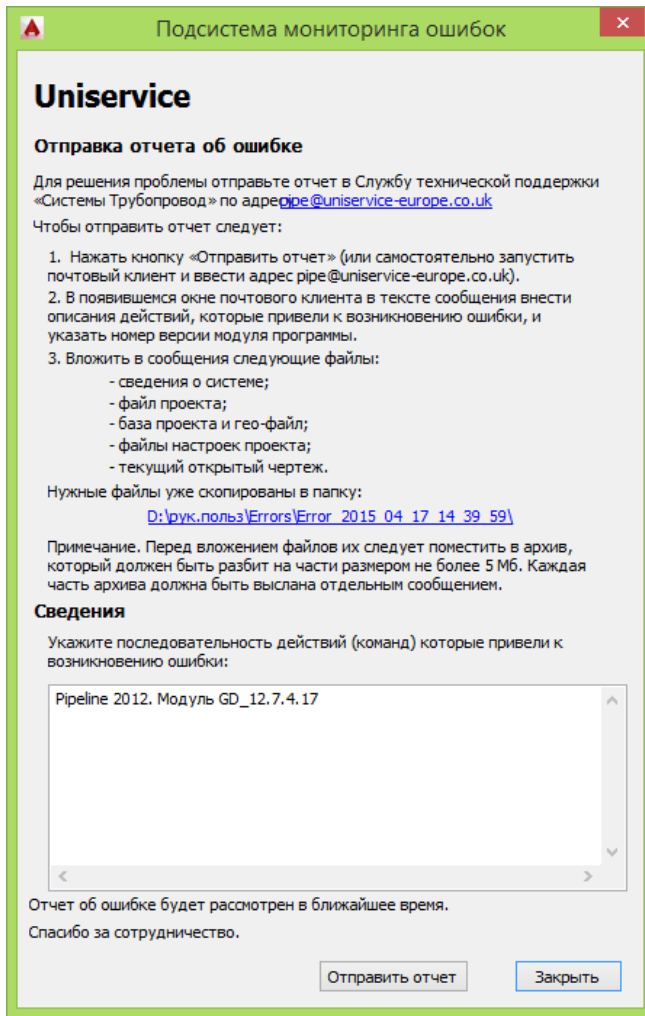 Подсистема мониторинга ошибок
Uniservice
Отправка отчета об ошибке
Для решения проблемы отправьте отчет в Службу технической поддержки
«Системы Трубопровод» по адресу pipe@uniservice-europe.co.uk
Чтобы отправить отчет следует:
1. Нажать кнопку «Отправить отчет» (или самостоятельно запустить
почтовый клиент и ввести адрес pipe@uniservice-europe.co.uk).
2. В появившемся окне почтового клиента в тексте сообщения внести
описания действий, которые привели к возникновению ошибки, и
указать номер версии модуля программы.
3. Вложить в сообщения следующие файлы:
- сведения о системе;
- файл проекта;
- база проекта и гео-файл;
- файлы настроек проекта;
- текущий открытый чертеж.
Нужные файлы уже скопированы в папку:
D:\рук.польз\Errors\Error_2015_04_17_14_39_59\
Примечание. Перед вложением файлов их следует поместить в архив,
который должен быть разбит на части размером не более 5 Мб. Каждая
часть архива должна быть выслана отдельным сообщением.
Сведения
Укажите последовательность действий (команд) которые привели к
возникновению ошибки:
Pipeline 2012. Модуль GD_12.7.4.17
Отчет об ошибке будет рассмотрен в ближайшее время.
Спасибо за сотрудничество.
Отправить отчет Закрыть